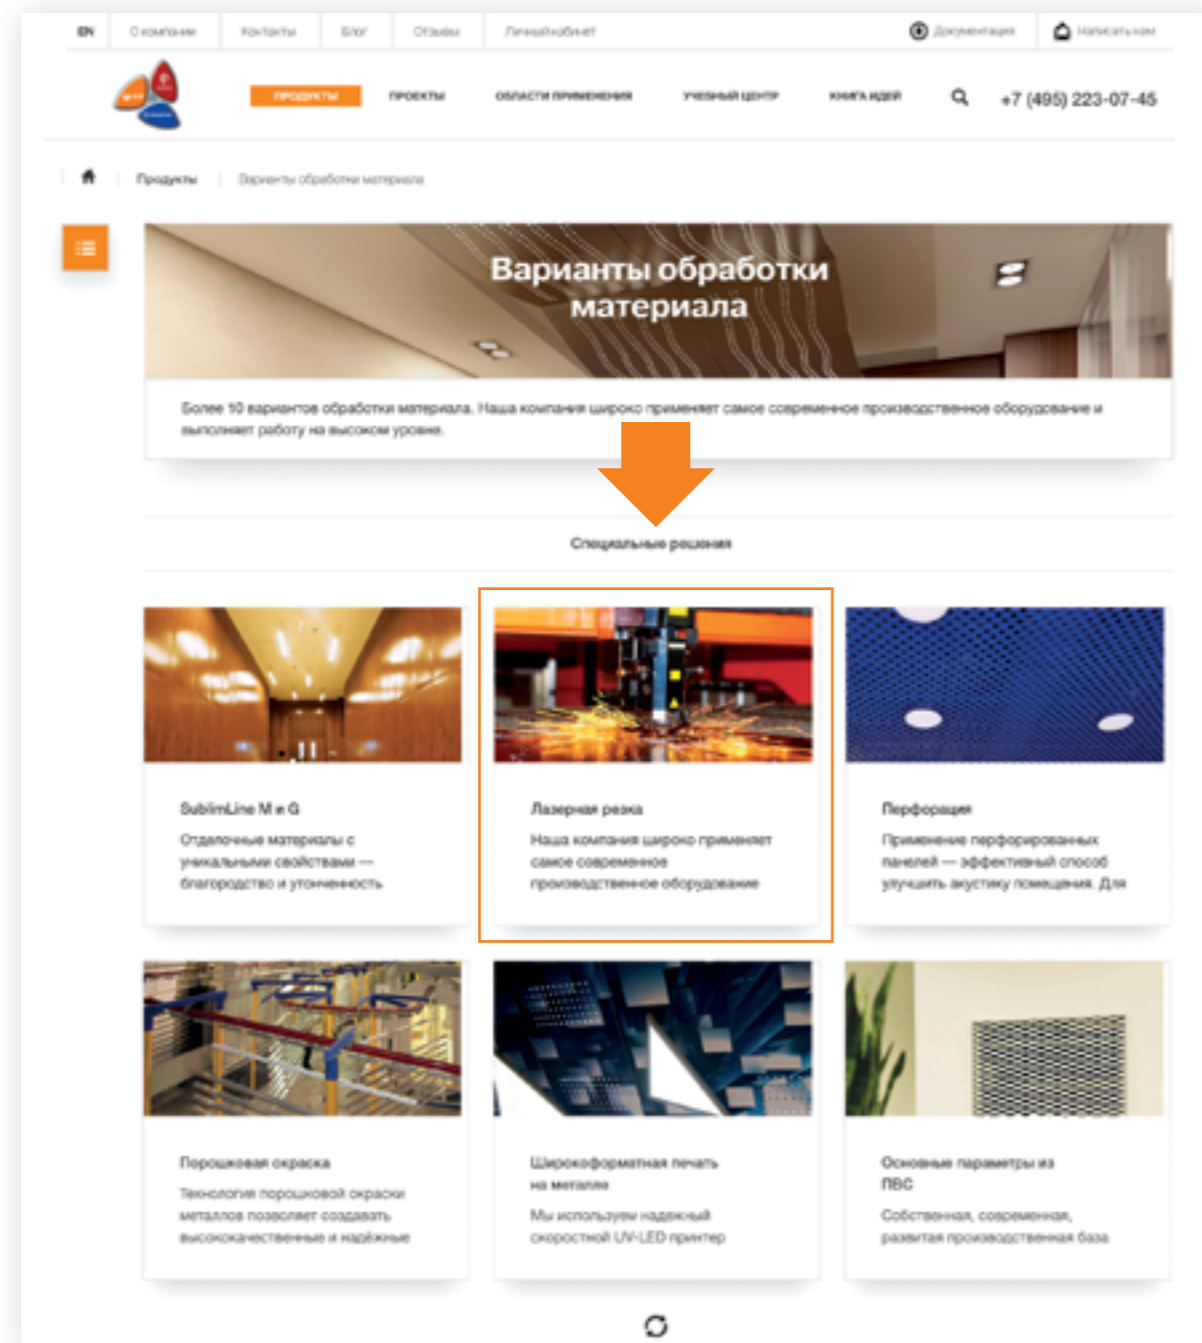 EN О компании Контакты Блог Отзывы Личный кабинет Документация Написать нам
ПРОДУКТЫ ПРОЕКТЫ ОБЛАСТИ ПРИМЕНЕНИЯ УЧЕБНЫЙ ЦЕНТР КНИГА ИДЕЙ +7 (495) 223-07-45
Продукты Варианты обработки материала
Варианты обработки
материала
Более 10 вариантов обработки материала. Наша компания широко применяет самое современное производственное оборудование и
выполняет работу на высоком уровне.
Специальные решения
SublimLine M и G
Отделочные материалы с
уникальными свойствами —
благородство и утонченность
Лазерная резка
Наша компания широко применяет
самое современное
производственное оборудование
Перфорация
Применение перфорированных
панелей — эффективный способ
улучшить акустику помещения. Для
Порошковая окраска
Технология порошковой окраски
металлов позволяет создавать
высококачественные и надёжные
Широкоформатная печать
на металле
Мы используем надежный
скоростной UV-LED принтер
Основные параметры из
ПВС
Собственная, современная,
развитая производственная база